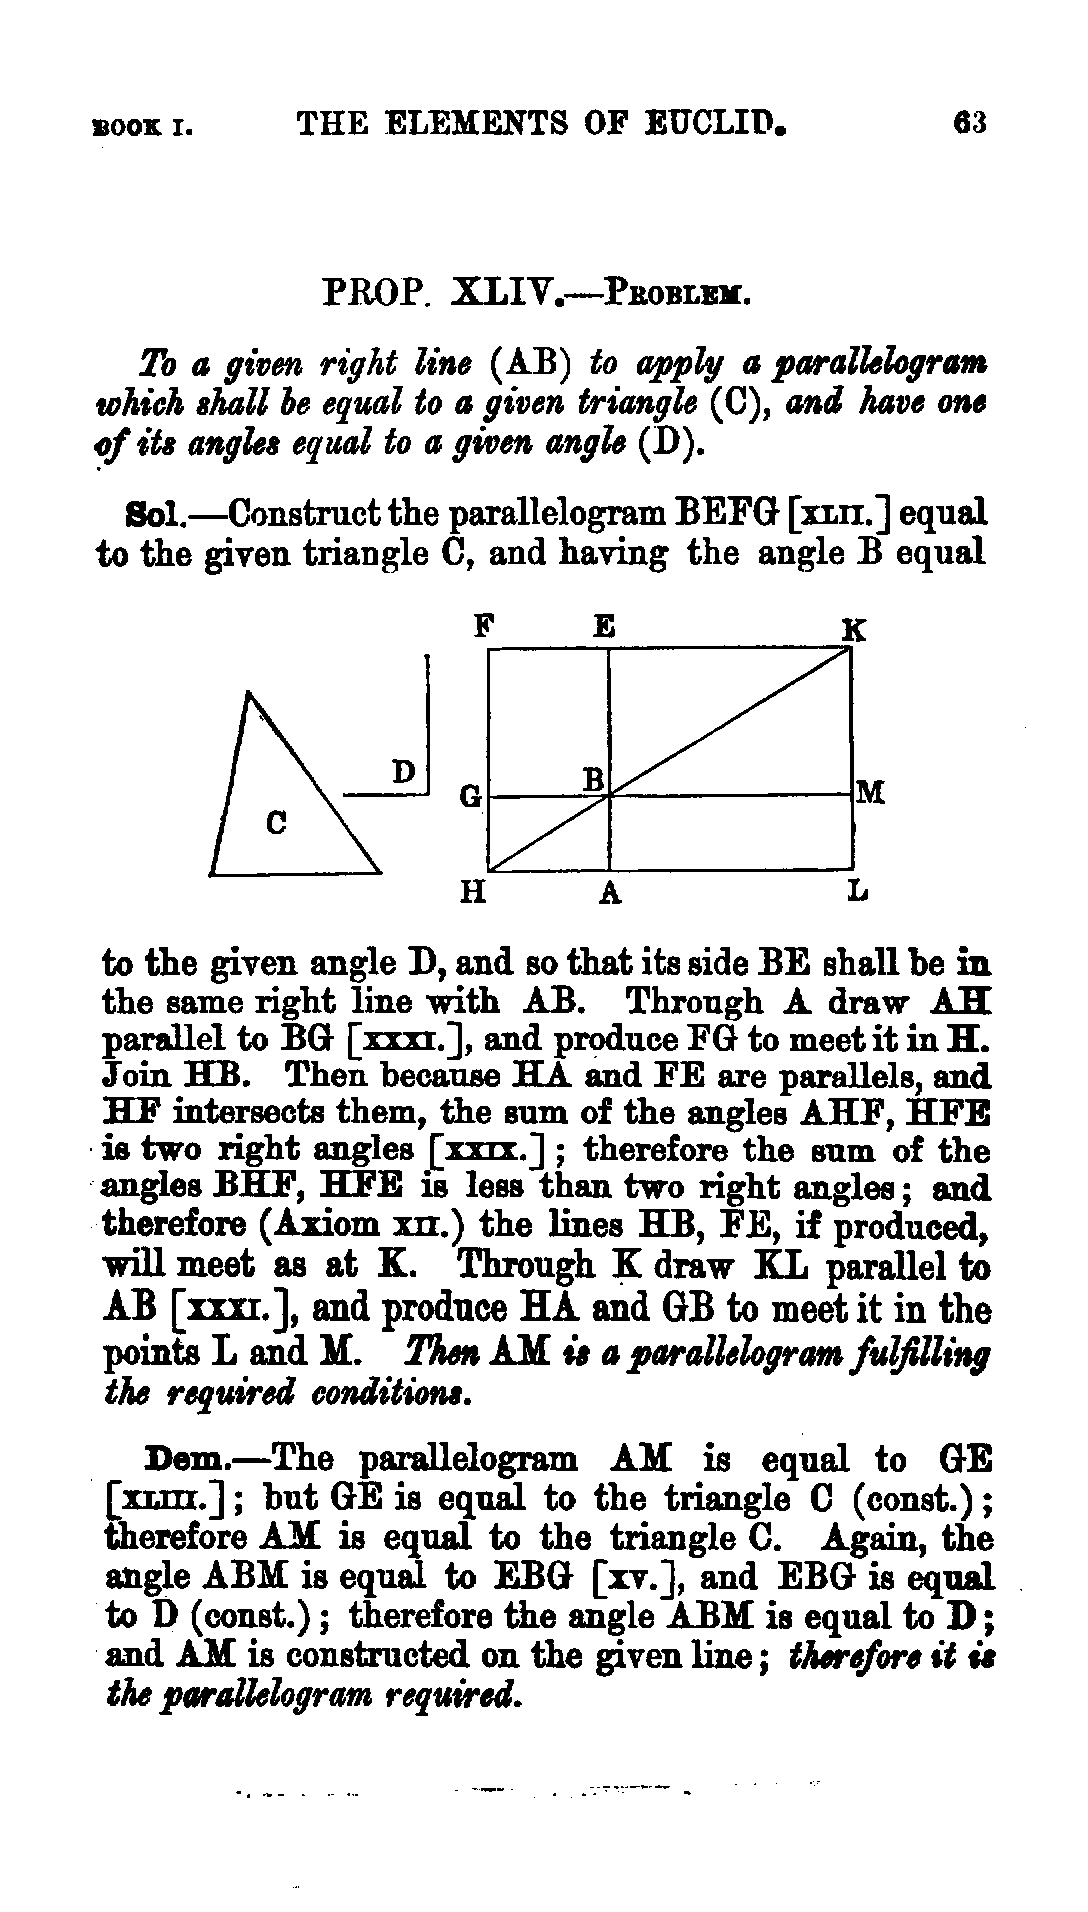 BOOK I. THE ELEMENTS OF EUCLID. 63
PROP. XLIV.—PROBLEM.
To a given right line (AB) to apply a parallelogram
which shall be equal to a given triangle (C), and have one
of its angles equal to a given angle (D).
Sol.—Construct the parallelogram BEFG [XLII.] equal
to the given triangle C, and having the angle B equal
F E K
D
B
G M
C
H A L
to the given angle D, and so that its side BE shall be in
the same right line with AB. Through A draw AH
parallel to BG [XXXI.], and produce FG to meet it in H.
Join HB. Then because HA and FE are parallels, and
HF intersects them, the sum of the angles AHF, HFE
is two right angles [XXIX.]; therefore the sum of the
angles BHF, HFE is less than two right angles; and
therefore (Axiom XII.) the lines HB, FE, if produced,
will meet as at K. Through K draw KL parallel to
AB [XXXI.], and produce HA and GB to meet it in the
points L and M. Then AM is a parallelogram fulfilling
the required conditions.
Dem.—The parallelogram AM is equal to GE
[XLIII.]; but GE is equal to the triangle C (const.);
therefore AM is equal to the triangle C. Again, the
angle ABM is equal to EBG [XV.], and EBG is equal
to D (const.); therefore the angle ABM is equal to D;
and AM is constructed on the given line; therefore it is
the parallelogram required.